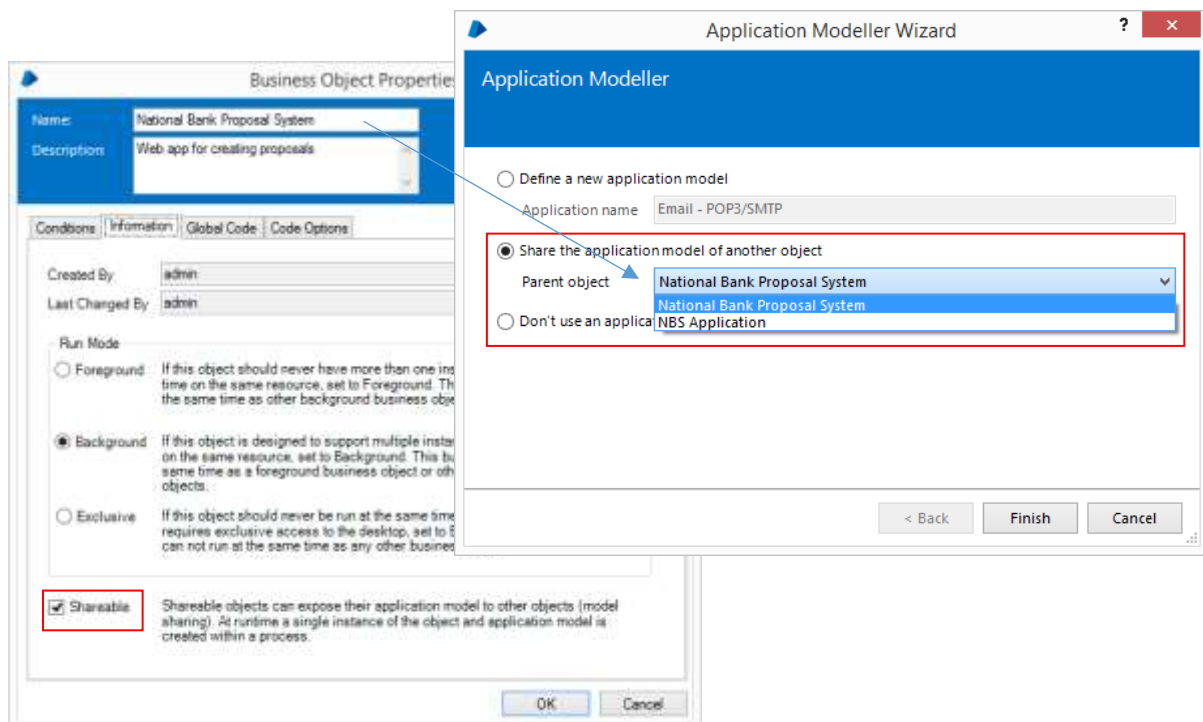 Business Object Propertie
Name: National Bank Proposal System
Description: Web app for creating proposals
Conditions Information Global Code Code Options
Created By admin
Last Changed By admin
Run Mode
Foreground If this object should never have more than one ins
time on the same resource, set to Foreground. Th
the same time as other background business obje
Background If this object is designed to support multiple instan
on the same resource, set to Background. This bu
same time as a foreground business object or oth
objects.
Exclusive If this object should never be run at the same time
requires exclusive access to the desktop, set to E
can not run at the same time as any other busines
Shareable Shareable objects can expose their application model to other objects (model
sharing). At runtime a single instance of the object and application model is
created within a process.
OK Cancel
Application Modeller Wizard ?
Application Modeller
Define a new application model
Application name Email - POP3/SMTP
Share the application model of another object
Parent object National Bank Proposal System
National Bank Proposal System
Don't use an applica NBS Application
< Back Finish Cancel